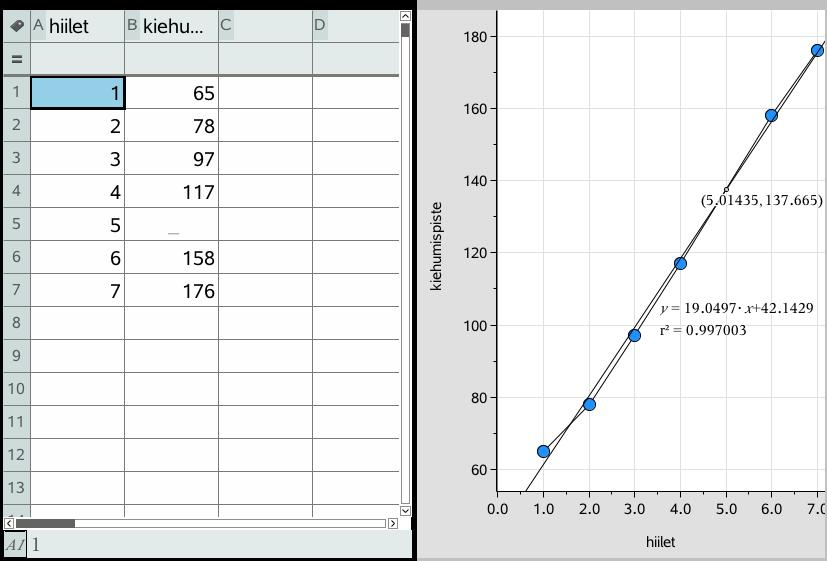 A hiilet B kiehu... C D
=
1 1 65
2 2 78
3 3 97
4 4 117
5 5 _
6 6 158
7 7 176
8
9
10
11
12
13
A1 1
180
160
140
120
100
80
60
kiehumispiste
(5.01435, 137.665)
y = 19.0497· x+42.1429
r² = 0.997003
0.0 1.0 2.0 3.0 4.0 5.0 6.0 7.0
hiilet